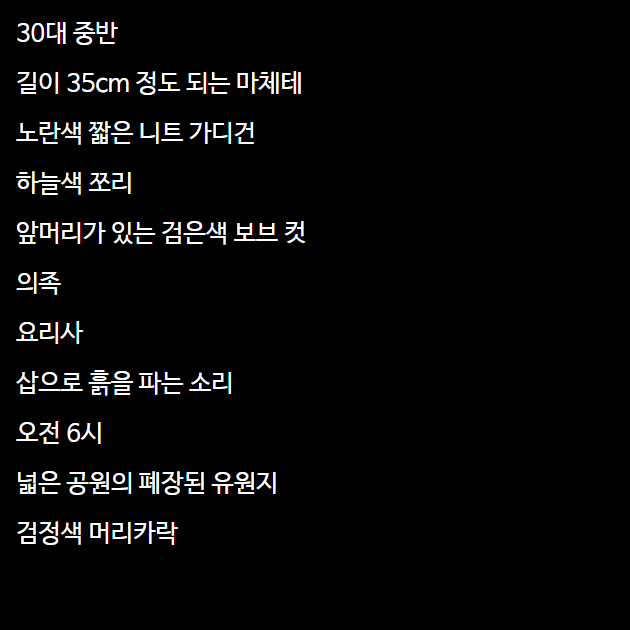 30대 중반
길이 35cm 정도 되는 마체테
노란색 짧은 니트 가디건
하늘색 쪼리
앞머리가 있는 검은색 보브 컷
의족
요리사
삽으로 흙을 파는 소리
오전 6시
넓은 공원의 폐장된 유원지
검정색 머리카락